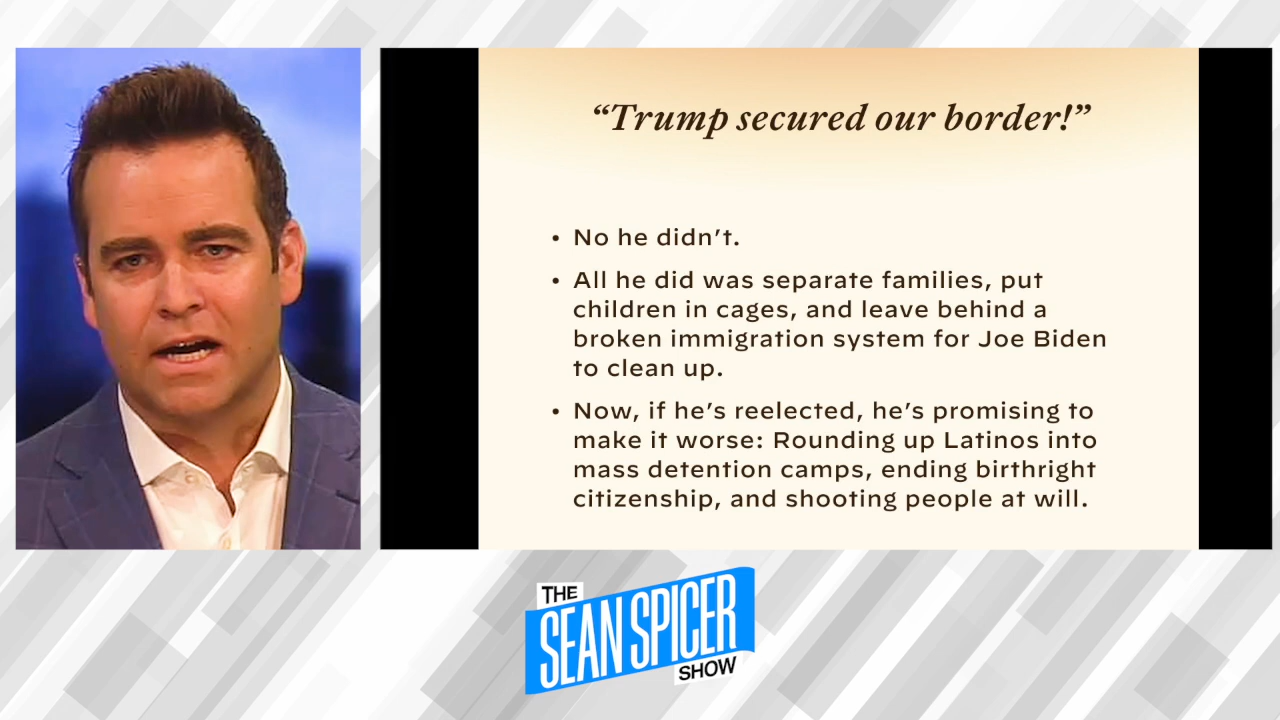 “Trump secured our border!”
• No he didn’t.
• All he did was separate families, put
children in cages, and leave behind a
broken immigration system for Joe Biden
to clean up.
• Now, if he’s reelected, he’s promising to
make it worse: Rounding up Latinos into
mass detention camps, ending birthright
citizenship, and shooting people at will.
THE
SEAN SPICER
SHOW